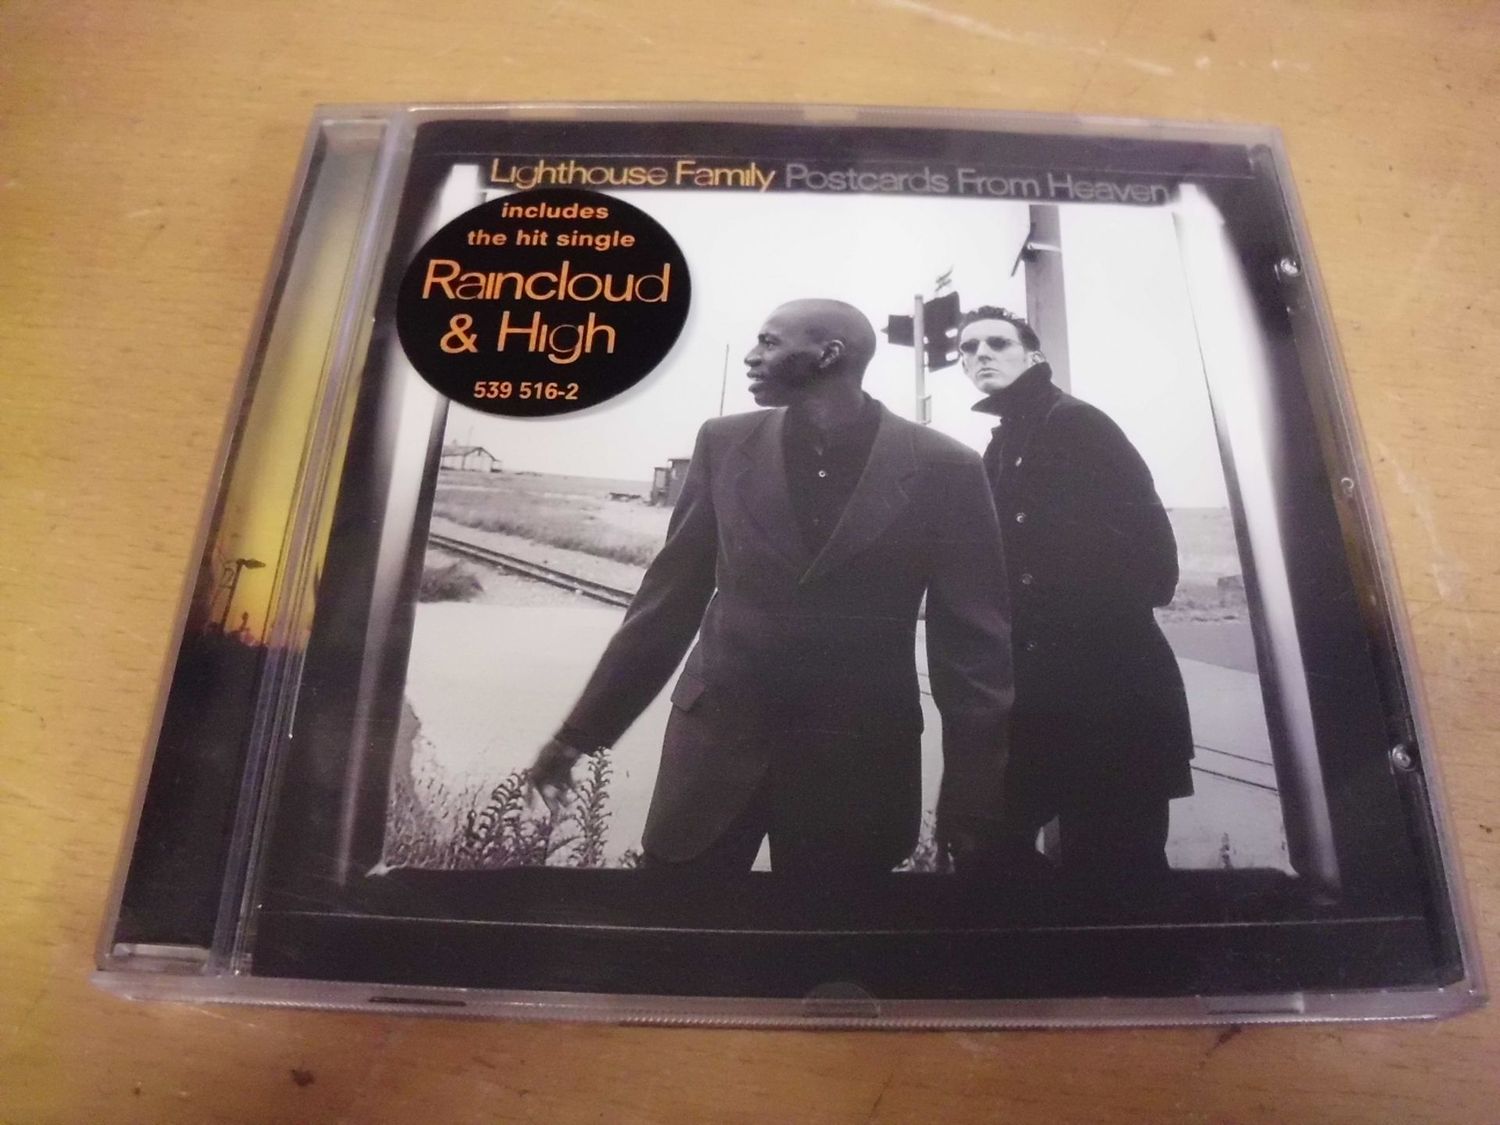 Lighthouse Family Postcards From Heaven
includes
the hit single
Raincloud
& High
539 516-2